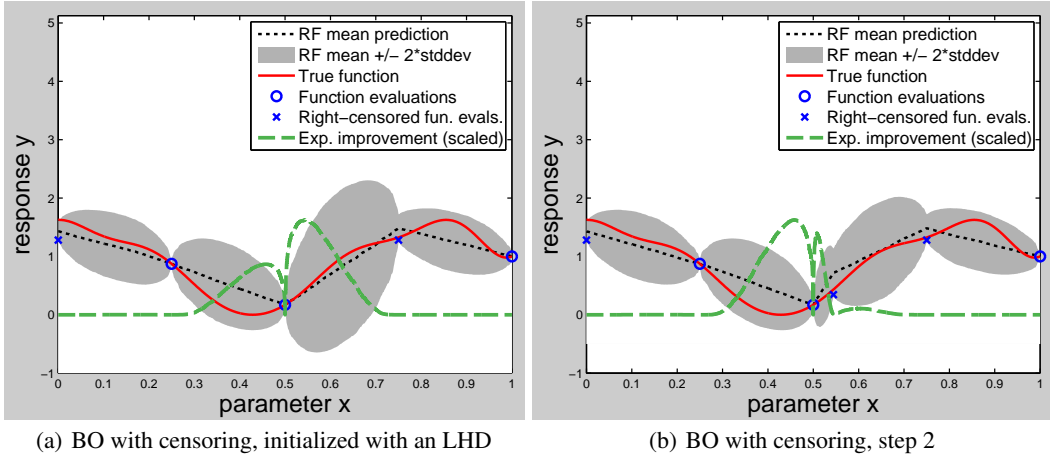 RF mean prediction
RF mean +/− 2*stddev
True function
Function evaluations
Right−censored fun. evals.
Exp. improvement (scaled)
5
4
3
2
1
0
−1
response y
0 0.1 0.2 0.3 0.4 0.5 0.6 0.7 0.8 0.9 1
parameter x
(a) BO with censoring, initialized with an LHD
RF mean prediction
RF mean +/− 2*stddev
True function
Function evaluations
Right−censored fun. evals.
Exp. improvement (scaled)
5
4
3
2
1
0
−1
response y
0 0.1 0.2 0.3 0.4 0.5 0.6 0.7 0.8 0.9 1
parameter x
(b) BO with censoring, step 2